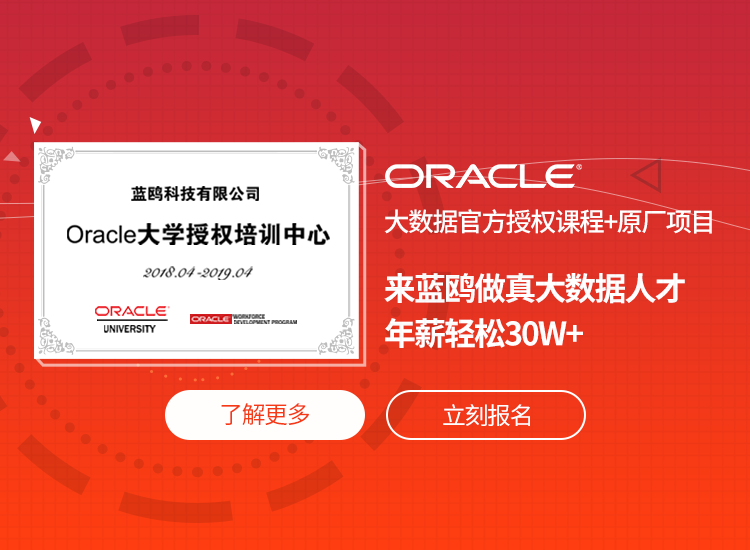 蓝鸥科技有限公司
Oracle大学授权培训中心
2018.04-2019.04
ORACLE®
UNIVERSITY
ORACLE®
WORKFORCE
DEVELOPMENT PROGRAM
ORACLE®
大数据官方授权课程+原厂项目
来蓝鸥做真大数据人才
年薪轻松30W+
了解更多
立刻报名